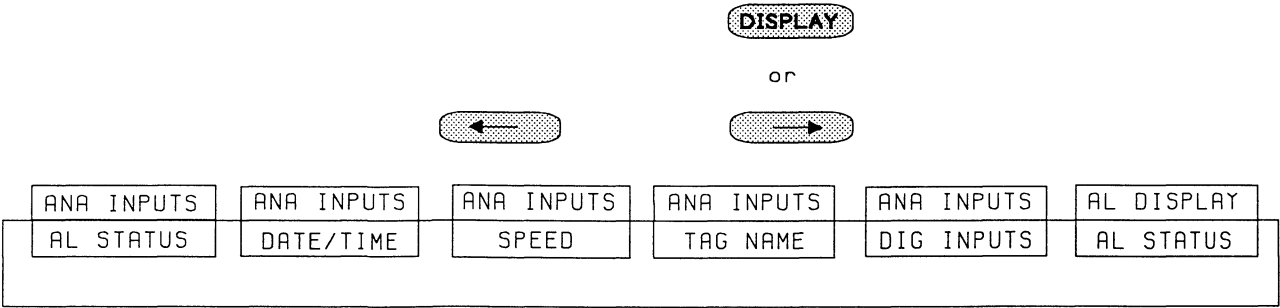 DISPLAY
or
ANA INPUTS ANA INPUTS ANA INPUTS ANA INPUTS ANA INPUTS AL DISPLAY
AL STATUS DATE/TIME SPEED TAG NAME DIG INPUTS AL STATUS